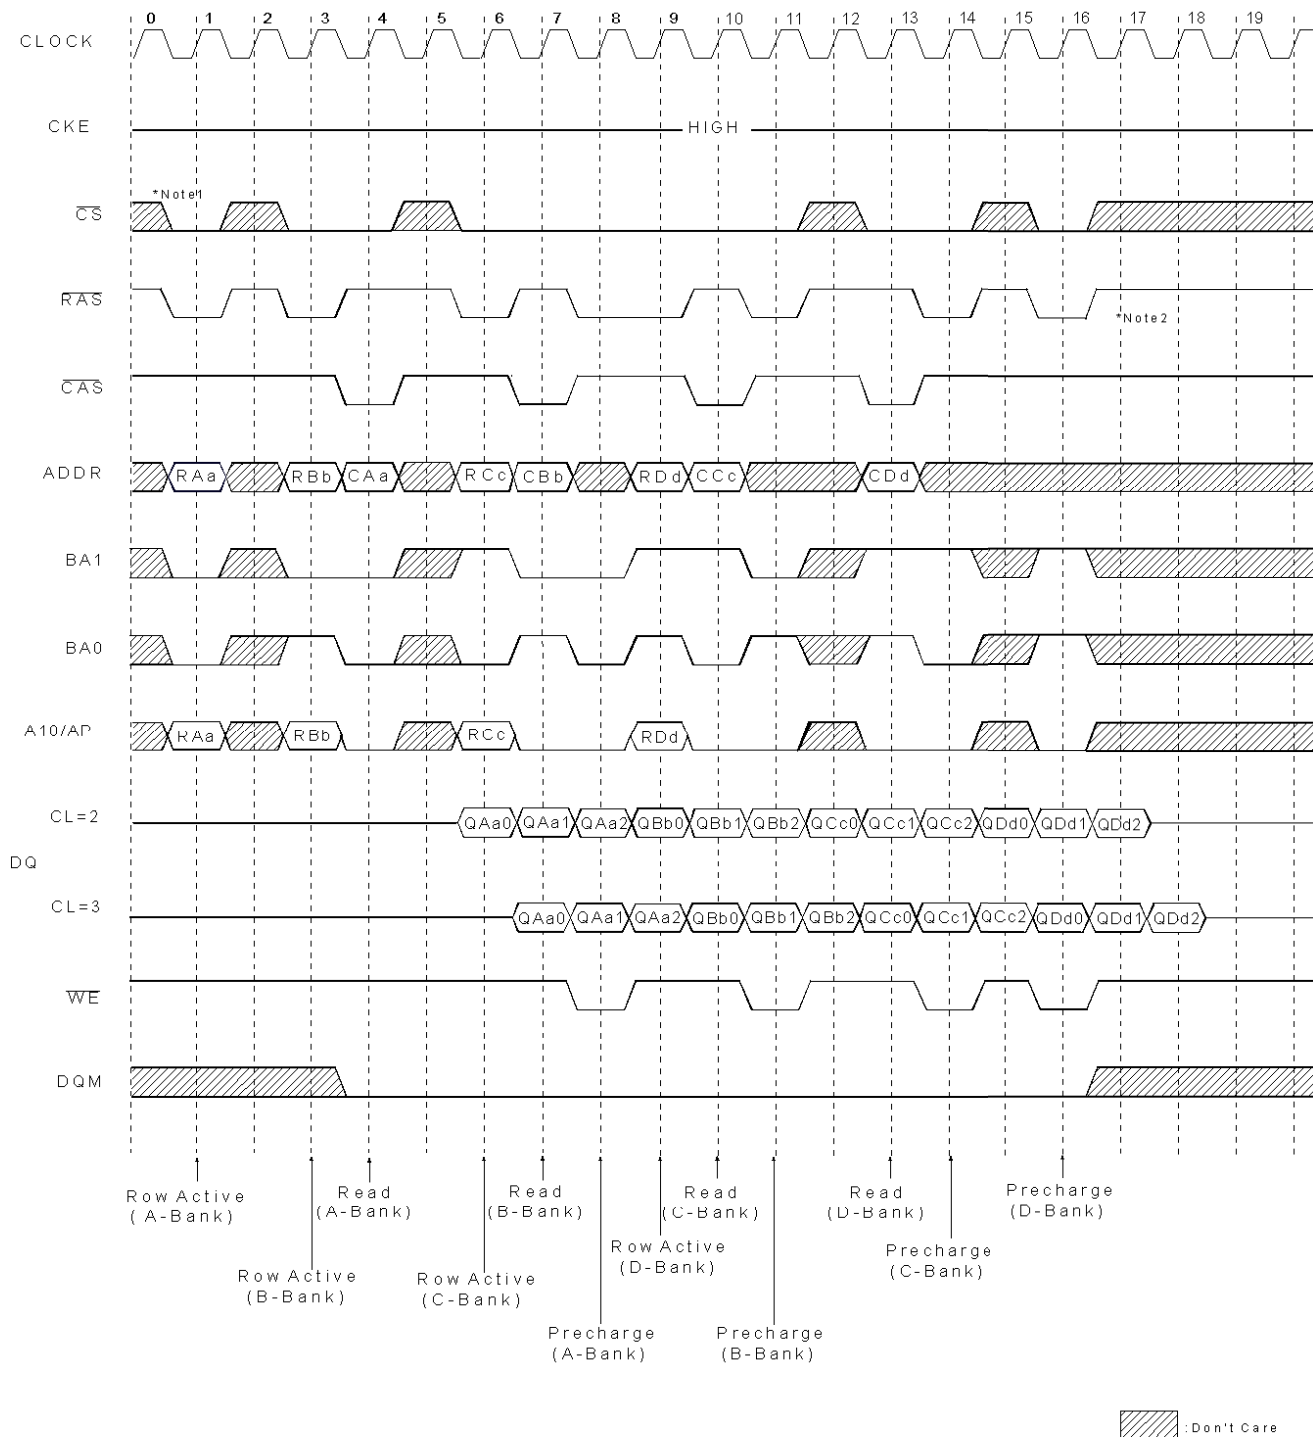 0 1 2 3 4 5 6 7 8 9 10 11 12 13 14 15 16 17 18 19
CLOCK
CKE HIGH
*Note1
CS
RAS
*Note2
CAS
ADDR RAa RBb CAa RCc CBb RDd CCc CDd
BA1
BA0
A10/AP RAa RBb RCc RDd
CL=2 QAa0 QAa1 QAa2 QBb0 QBb1 QBb2 QCc0 QCc1 QCc2 QDd0 QDd1 QDd2
DQ
CL=3 QAa0 QAa1 QAa2 QBb0 QBb1 QBb2 QCc0 QCc1 QCc2 QDd0 QDd1 QDd2
WE
DQM
Row Active
(A-Bank)
Read
(A-Bank)
Read
(B-Bank)
Read
(C-Bank)
Read
(D-Bank)
Precharge
(D-Bank)
Row Active
(B-Bank)
Row Active
(C-Bank)
Row Active
(D-Bank)
Precharge
(C-Bank)
Precharge
(A-Bank)
Precharge
(B-Bank)
:Don't Care